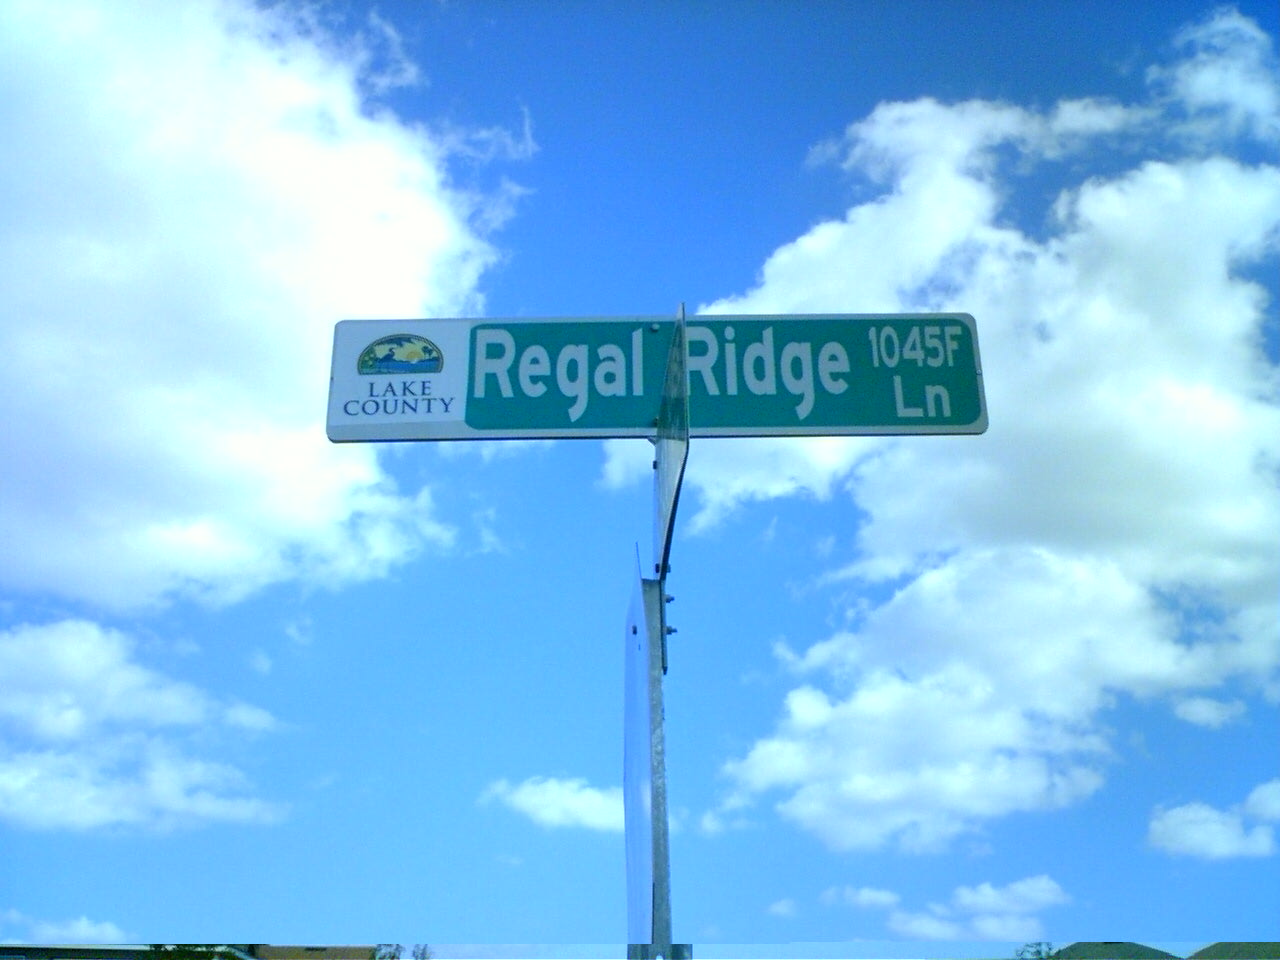 LAKE
COUNTY
Regal Ridge
1045F
Ln